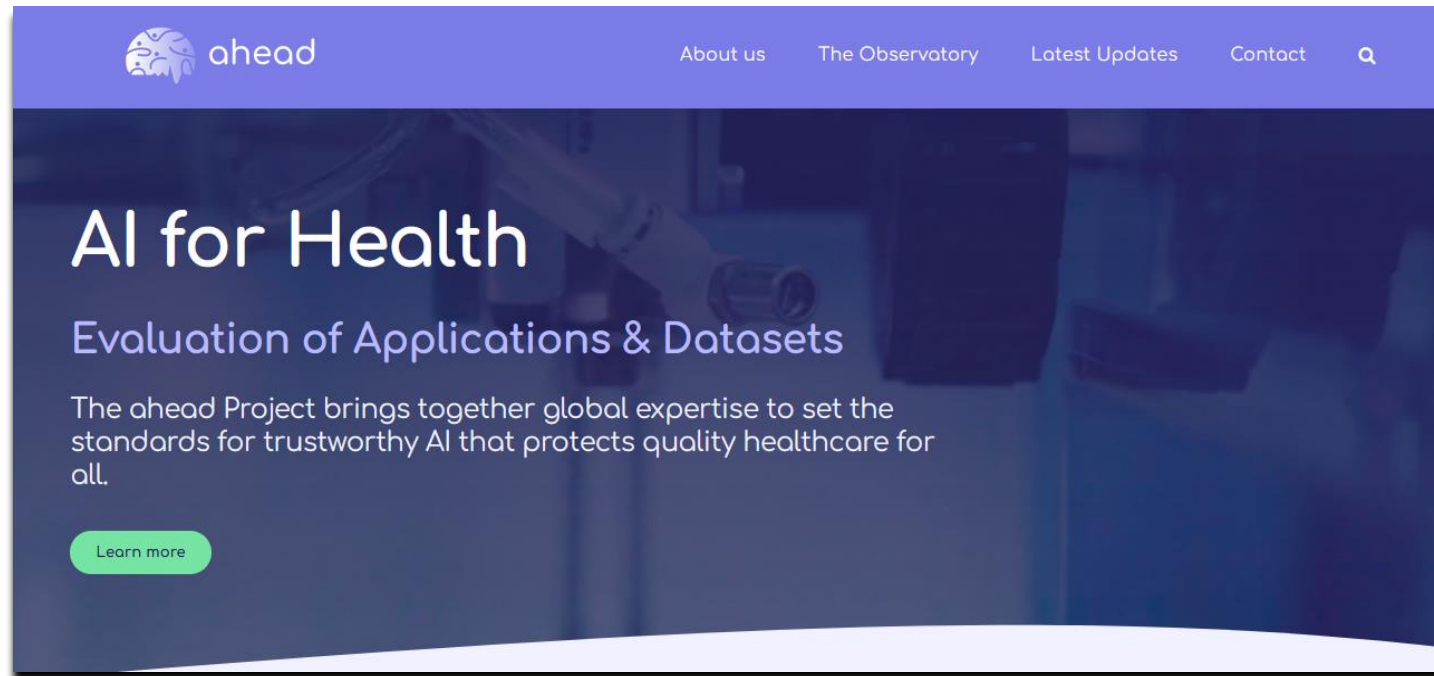 ahead
About us The Observatory Latest Updates Contact
AI for Health
Evaluation of Applications & Datasets
The ahead Project brings together global expertise to set the
standards for trustworthy AI that protects quality healthcare for
all.
Learn more